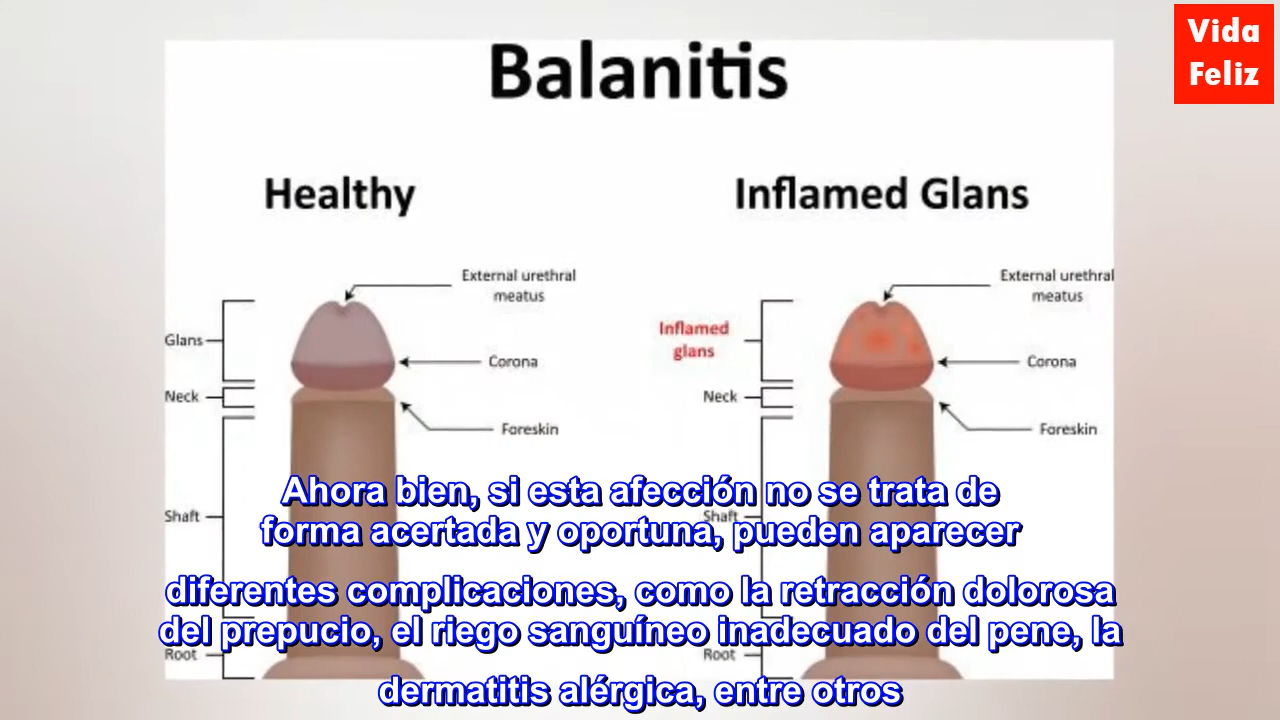 Vida
Feliz
Balanitis
Healthy
Inflamed Glans
External urethral
meatus
Glans
Corona
Neck
Foreskin
Shaft
Root
External urethral
meatus
Inflamed
glans
Corona
Neck
Foreskin
Shaft
Root
Ahora bien, si esta afección no se trata de
forma acertada y oportuna, pueden aparecer
diferentes complicaciones, como la retracción dolorosa
del prepucio, el riego sanguíneo inadecuado del pene, la
dermatitis alérgica, entre otros